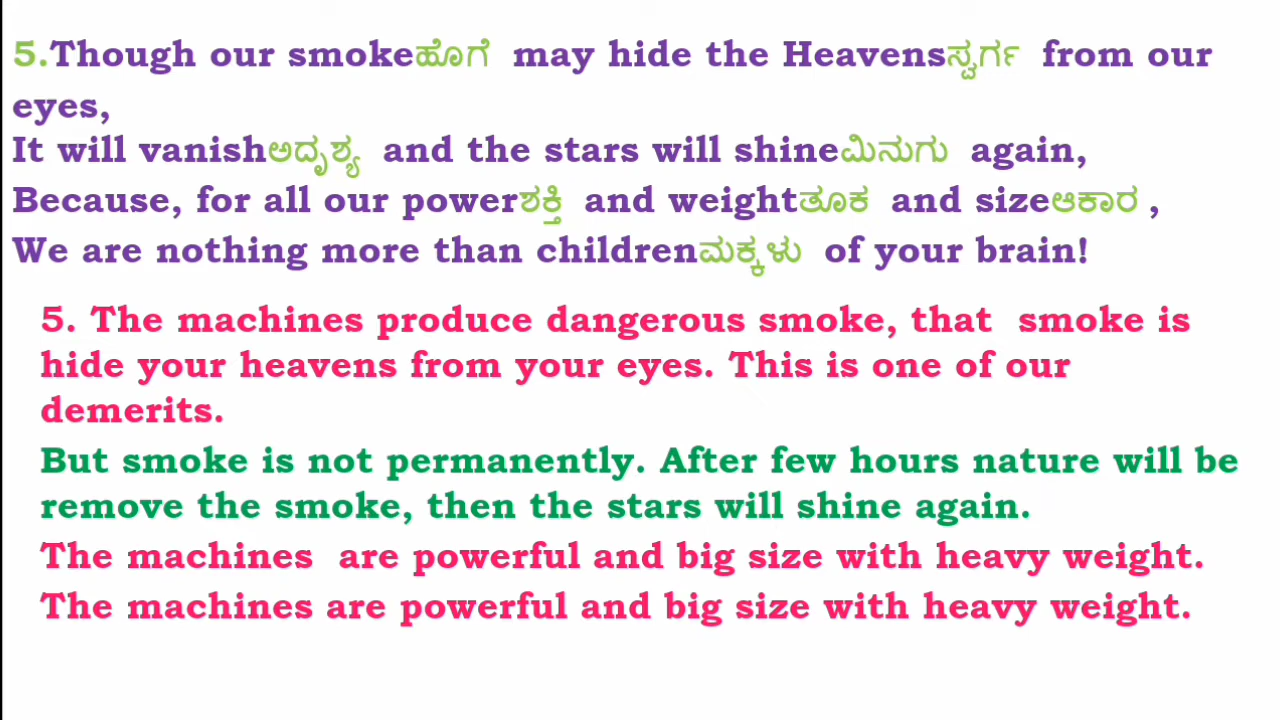 5.Though our smokeಹೊಗೆ may hide the Heavensಸ್ವರ್ಗ from our
eyes,
It will vanishಅದೃಶ್ಯ and the stars will shineಮಿನುಗು again,
Because, for all our powerಶಕ್ತಿ and weightತೂಕ and sizeಆಕಾರ ,
We are nothing more than childrenಮಕ್ಕಳು of your brain!
5. The machines produce dangerous smoke, that smoke is
hide your heavens from your eyes. This is one of our
demerits.
But smoke is not permanently. After few hours nature will be
remove the smoke, then the stars will shine again.
The machines are powerful and big size with heavy weight.
The machines are powerful and big size with heavy weight.